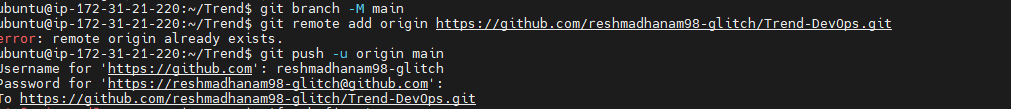 ubuntu@ip-172-31-21-220:~/Trend$ git branch -M main
ubuntu@ip-172-31-21-220:~/Trend$ git remote add origin https://github.com/reshmadhanam98-glitch/Trend-DevOps.git
error: remote origin already exists.
ubuntu@ip-172-31-21-220:~/Trend$ git push -u origin main
Username for 'https://github.com': reshmadhanam98-glitch
Password for 'https://reshmadhanam98-glitch@github.com':
To https://github.com/reshmadhanam98-glitch/Trend-DevOps.git